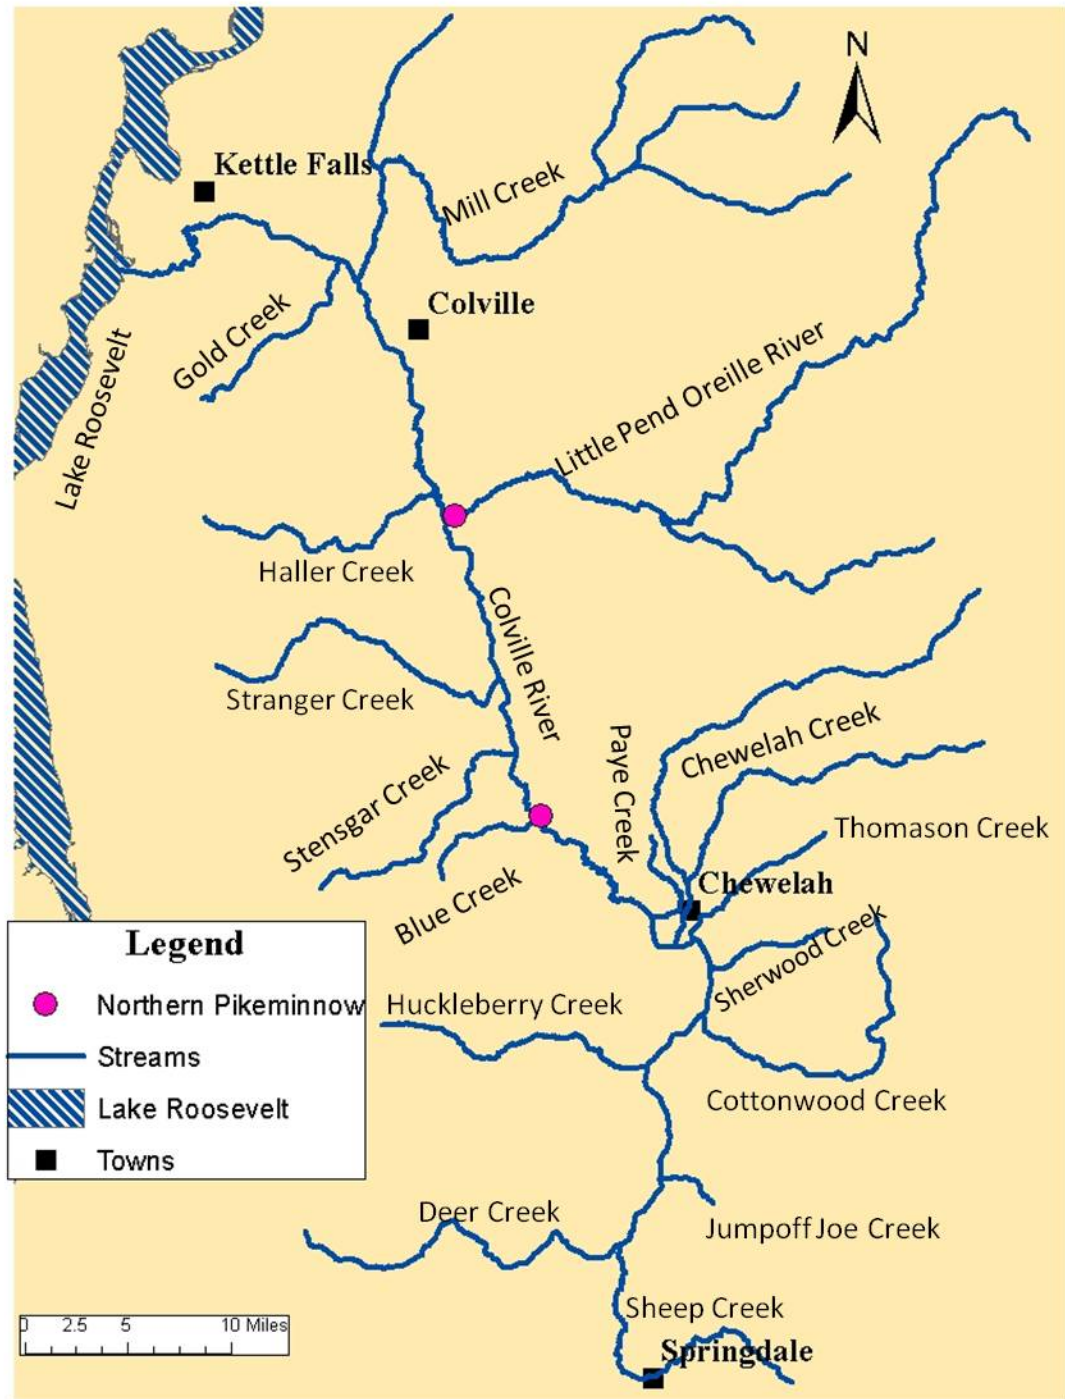 N
Kettle Falls
Mill Creek
Colville
Gold Creek
Lake Roosevelt
Little Pend Oreille River
Haller Creek
Colville River
Stranger Creek
Paye Creek
Chewelah Creek
Stensgar Creek
Thomason Creek
Blue Creek
Chewelah
Sherwood Creek
Legend
Northern Pikeminnow
Streams
Lake Roosevelt
Towns
Huckleberry Creek
Cottonwood Creek
Deer Creek
Jumpoff Joe Creek
Sheep Creek
Springdale
0 2.5 5 10 Miles